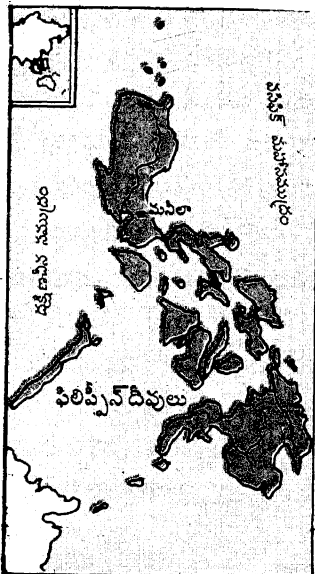 పసిఫిక్ మహాసముద్రం
మనిలా
దక్షిణచీన సముద్రం
ఫిలిప్పీన్ దీవులు